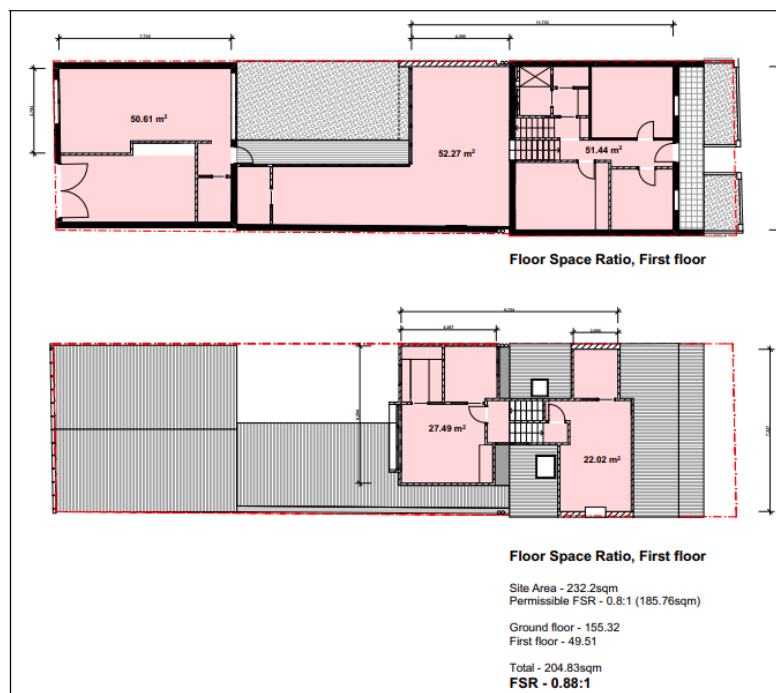 50.61 m²
52.27 m²
51.44 m²
Floor Space Ratio, First floor
27.49 m²
22.02 m²
Floor Space Ratio, First floor
Site Area - 232.2sqm
Permissible FSR - 0.8:1 (185.76sqm)
Ground floor - 155.32
First floor - 49.51
Total - 204.83sqm
FSR - 0.88:1